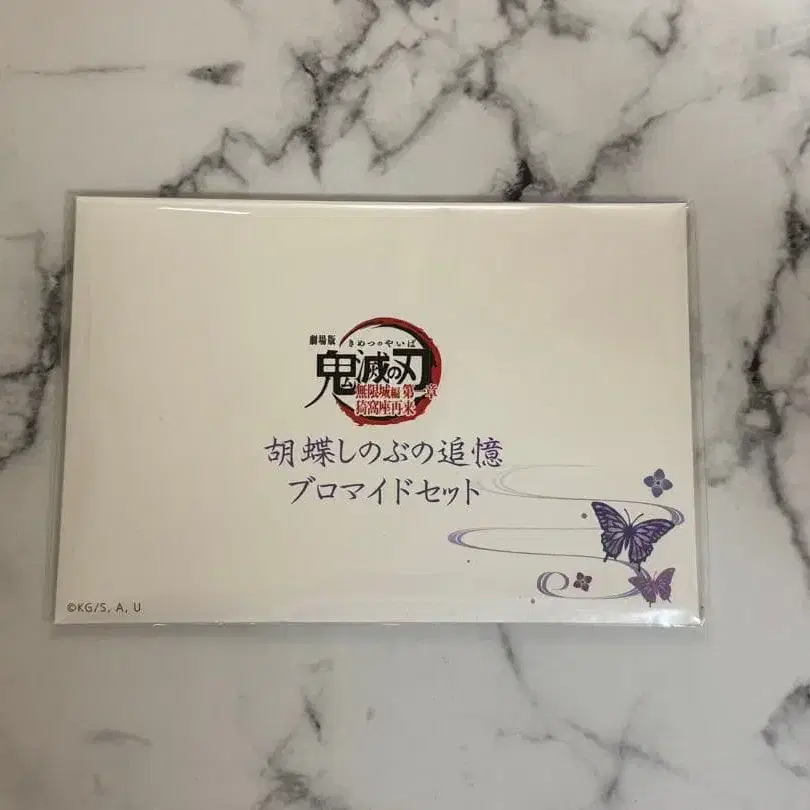 劇場版
きめつのやいば
鬼滅の刃
無限城編 第一章
猗窩座再来
胡蝶しのぶの追憶
ブロマイドセット
©KG/S, A, U